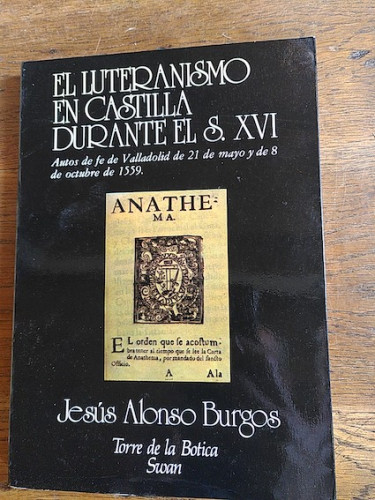 EL LUTERANISMO
EN CASTILLA
DURANTE EL S. XVI
Autos de fe de Valladolid de 21 de mayo y de 8
de octubre de 1559.
ANATHE-
MA.
EL orden que se acostum-
bra tener al tiempo que se lee la Carta
de Anathema, por mandado del sancto
Officio.
A Ala
Jesús Alonso Burgos
Torre de la Botica
Swan